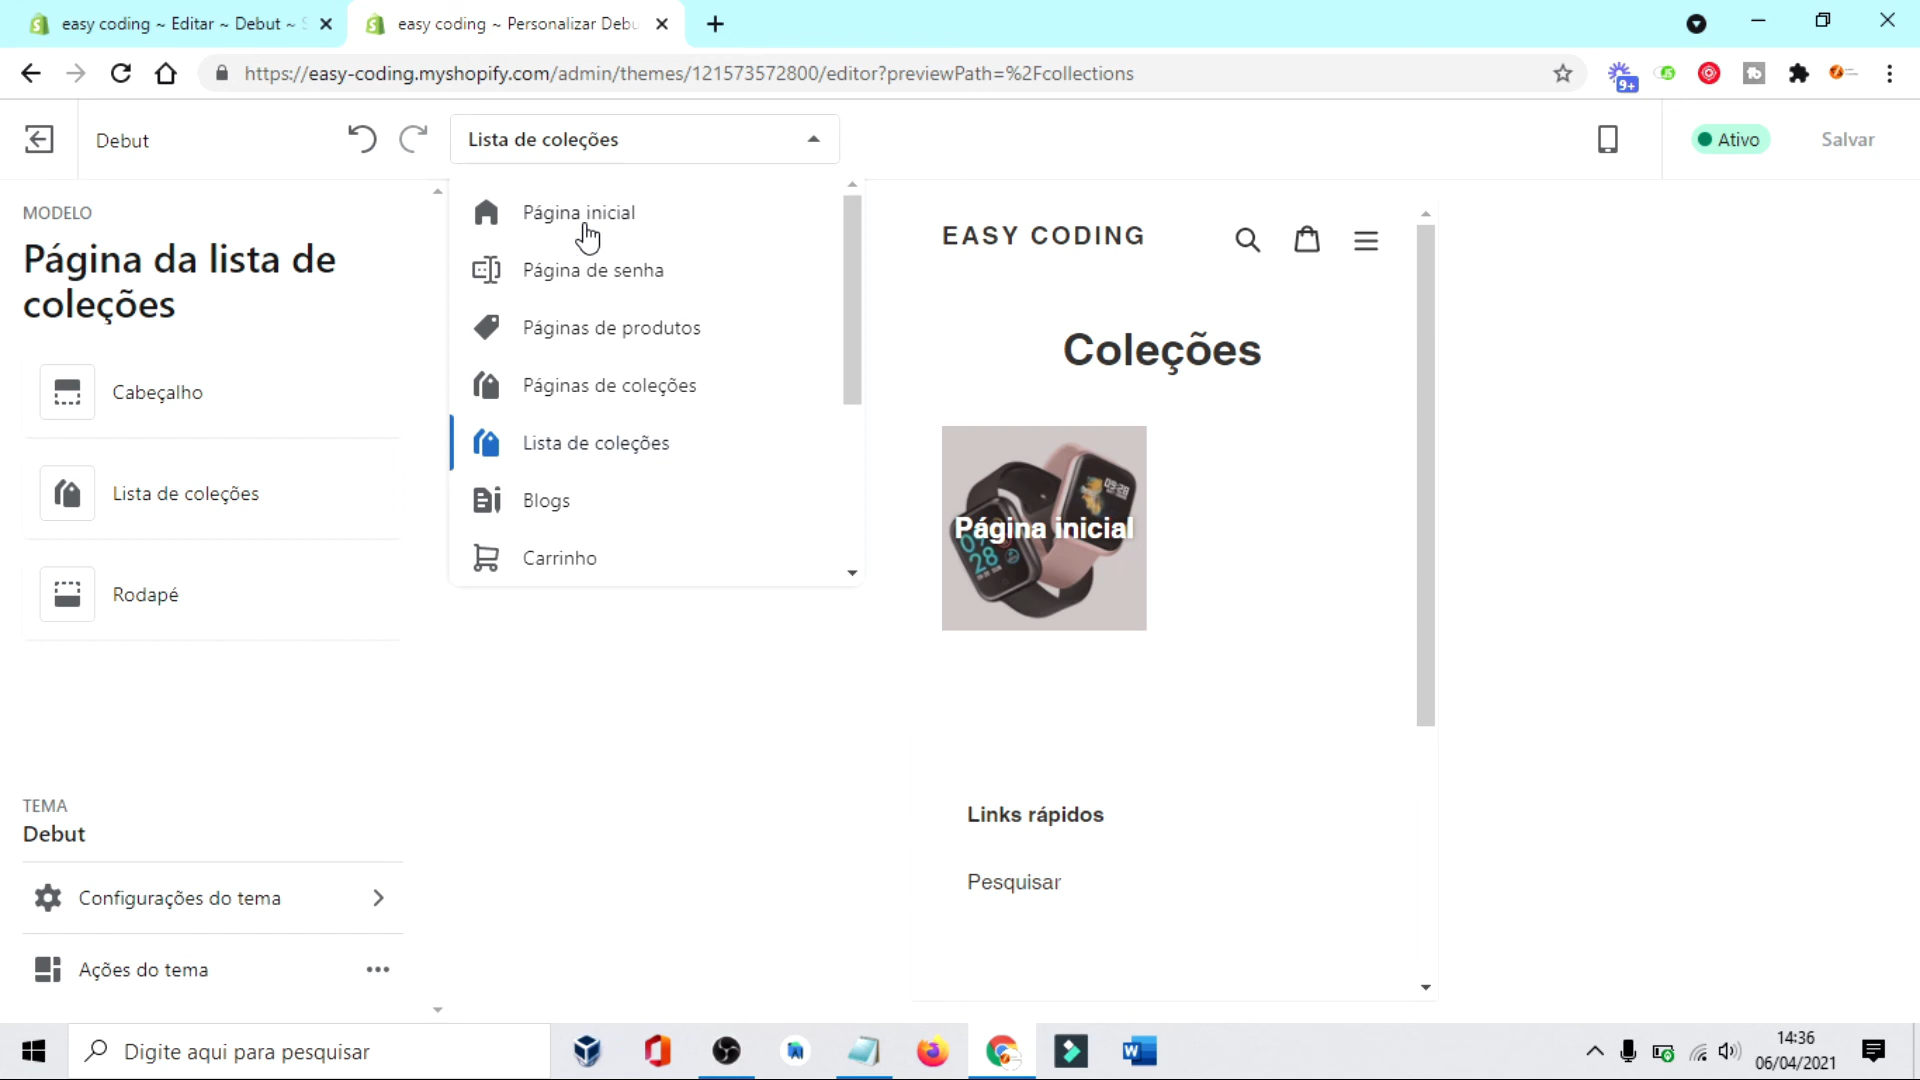 easy coding ~ Editar ~ Debut ~ S
easy coding ~ Personalizar Debu
https://easy-coding.myshopify.com/admin/themes/121573572800/editor?previewPath=%2Fcollections
9+
Debut
Lista de coleções
Ativo
Salvar
MODELO
Página da lista de
coleções
Cabeçalho
Lista de coleções
Rodapé
TEMA
Debut
Configurações do tema
Ações do tema
Página inicial
Página de senha
Páginas de produtos
Páginas de coleções
Lista de coleções
Blogs
Carrinho
EASY CODING
Coleções
09:28
Página inicial
Links rápidos
Pesquisar
Digite aqui para pesquisar
14:36
06/04/2021